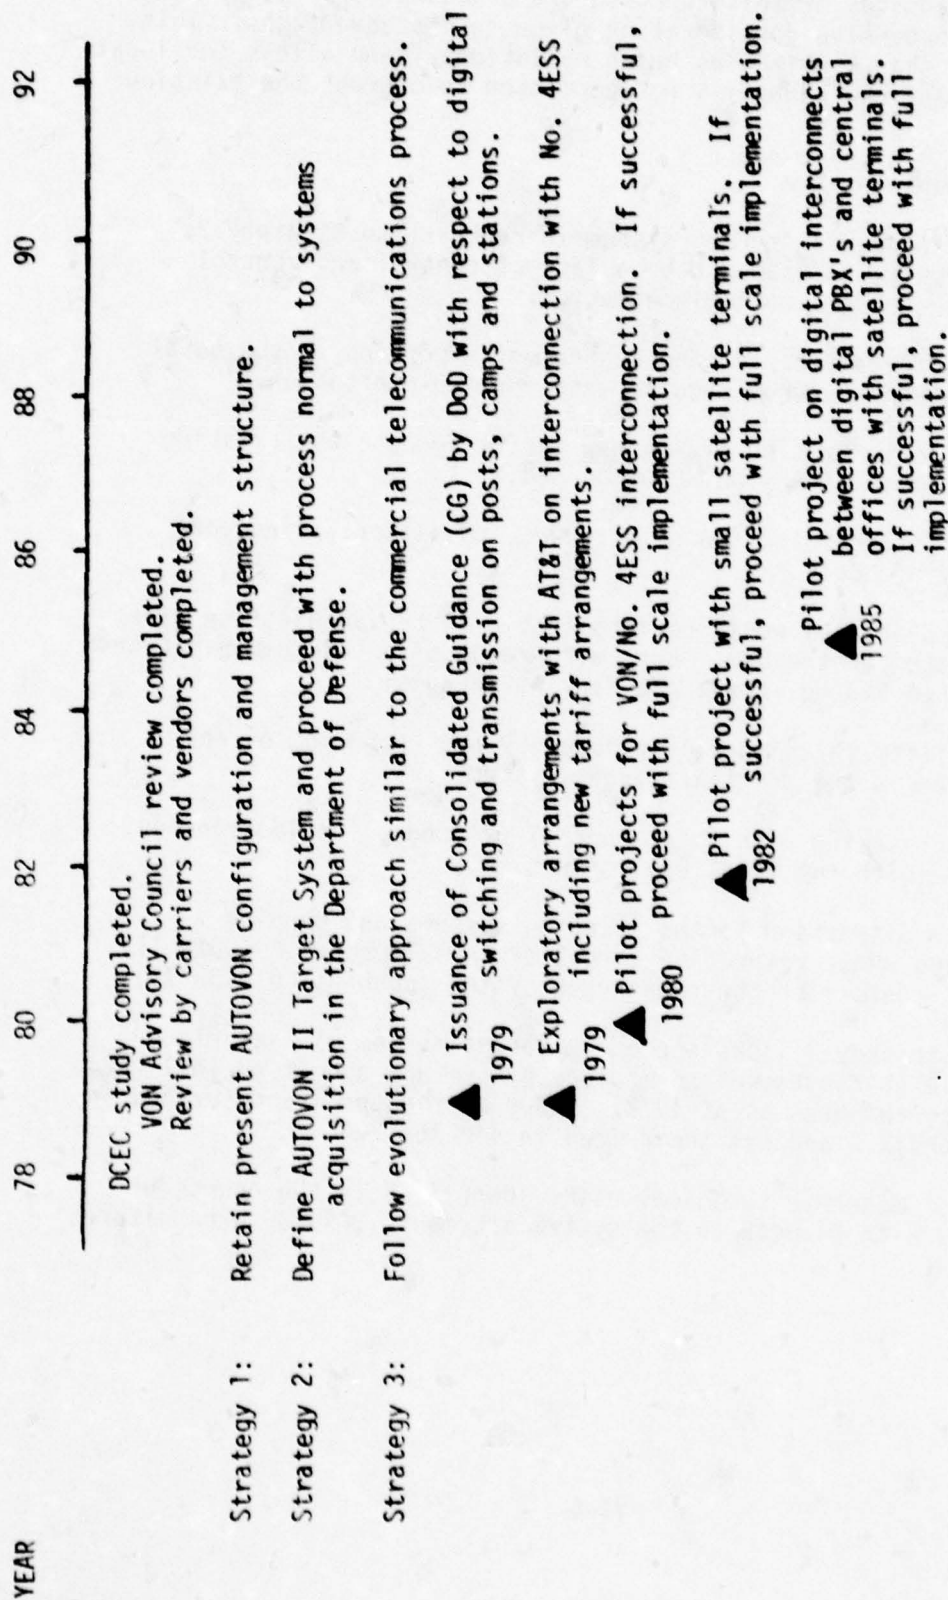 YEAR 78 80 82 84 86 88 90 92
DCEC study completed.
VON Advisory Council review completed.
Review by carriers and vendors completed.
Strategy 1: Retain present AUTOVON configuration and management structure.
Strategy 2: Define AUTOVON II Target System and proceed with process normal to systems
acquisition in the Department of Defense.
Strategy 3: Follow evolutionary approach similar to the commercial telecommunications process.
Issuance of Consolidated Guidance (CG) by DoD with respect to digital
switching and transmission on posts, camps and stations.
1979
Exploratory arrangements with AT&T on interconnection with No. 4ESS
including new tariff arrangements.
1979
Pilot projects for VON/No. 4ESS interconnection. If successful,
proceed with full scale implementation.
1980
Pilot project with small satellite terminals. If
successful, proceed with full scale implementation.
1982
Pilot project on digital interconnects
between digital PBX's and central
offices with satellite terminals.
If successful, proceed with full
implementation.
1985